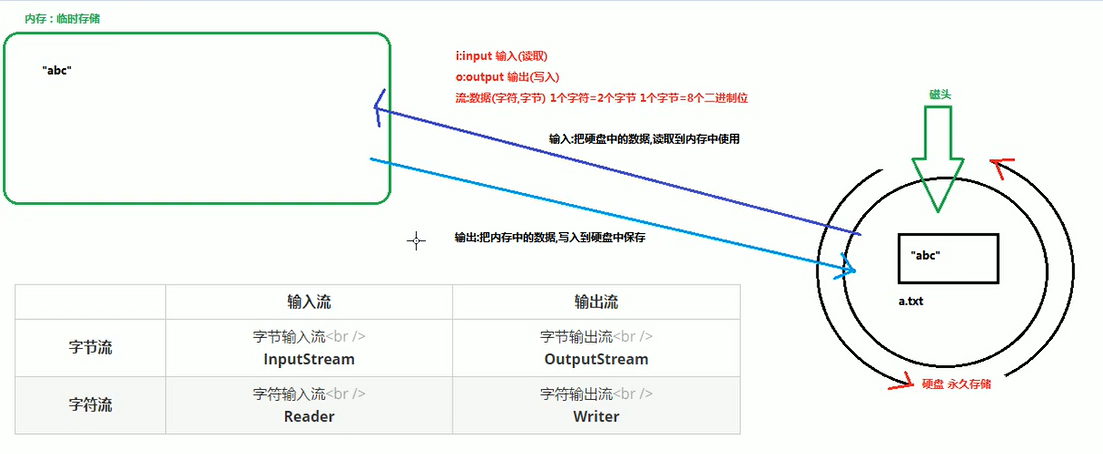 内存：临时存储
"abc"
i:input 输入(读取)
o:output 输出(写入)
流:数据(字符,字节) 1个字符=2个字节 1个字节=8个二进制位
磁头
输入:把硬盘中的数据,读取到内存中使用
输出:把内存中的数据,写入到硬盘中保存
"abc"
a.txt
硬盘 永久存储
输入流 输出流
字节流 字节输入流<br /> 字节输出流<br />
InputStream OutputStream
字符流 字符输入流<br /> 字符输出流<br />
Reader Writer